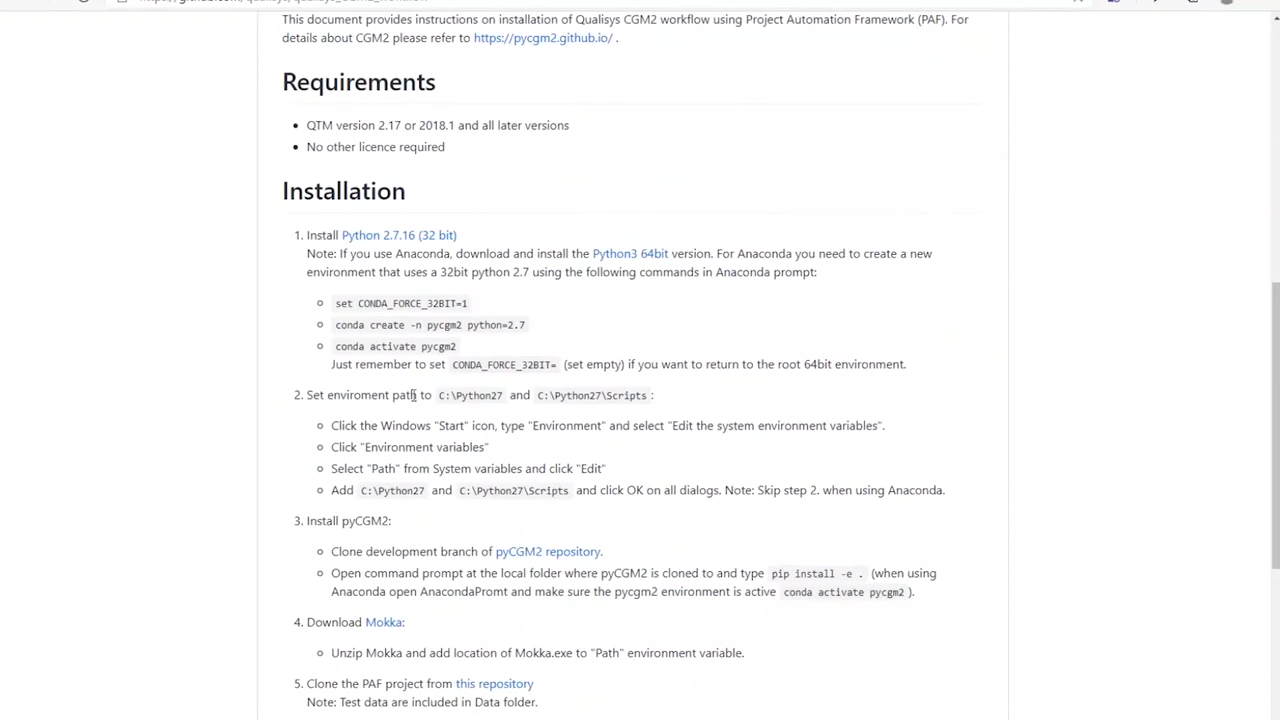 This document provides instructions on installation of Qualisys CGM2 workflow using Project Automation Framework (PAF). For
details about CGM2 please refer to https://pycgm2.github.io/ .
Requirements
• QTM version 2.17 or 2018.1 and all later versions
• No other licence required
Installation
1. Install Python 2.7.16 (32 bit)
Note: If you use Anaconda, download and install the Python3 64bit version. For Anaconda you need to create a new
environment that uses a 32bit python 2.7 using the following commands in Anaconda prompt:
○ set CONDA_FORCE_32BIT=1
○ conda create -n pycgm2 python=2.7
○ conda activate pycgm2
Just remember to set CONDA_FORCE_32BIT= (set empty) if you want to return to the root 64bit environment.
2. Set enviroment path to C:\Python27 and C:\Python27\Scripts :
○ Click the Windows "Start" icon, type "Environment" and select "Edit the system environment variables".
○ Click "Environment variables"
○ Select "Path" from System variables and click "Edit"
○ Add C:\Python27 and C:\Python27\Scripts and click OK on all dialogs. Note: Skip step 2. when using Anaconda.
3. Install pyCGM2:
○ Clone development branch of pyCGM2 repository.
○ Open command prompt at the local folder where pyCGM2 is cloned to and type pip install -e . (when using
Anaconda open AnacondaPromt and make sure the pycgm2 environment is active conda activate pycgm2 ).
4. Download Mokka:
○ Unzip Mokka and add location of Mokka.exe to "Path" environment variable.
5. Clone the PAF project from this repository
Note: Test data are included in Data folder.